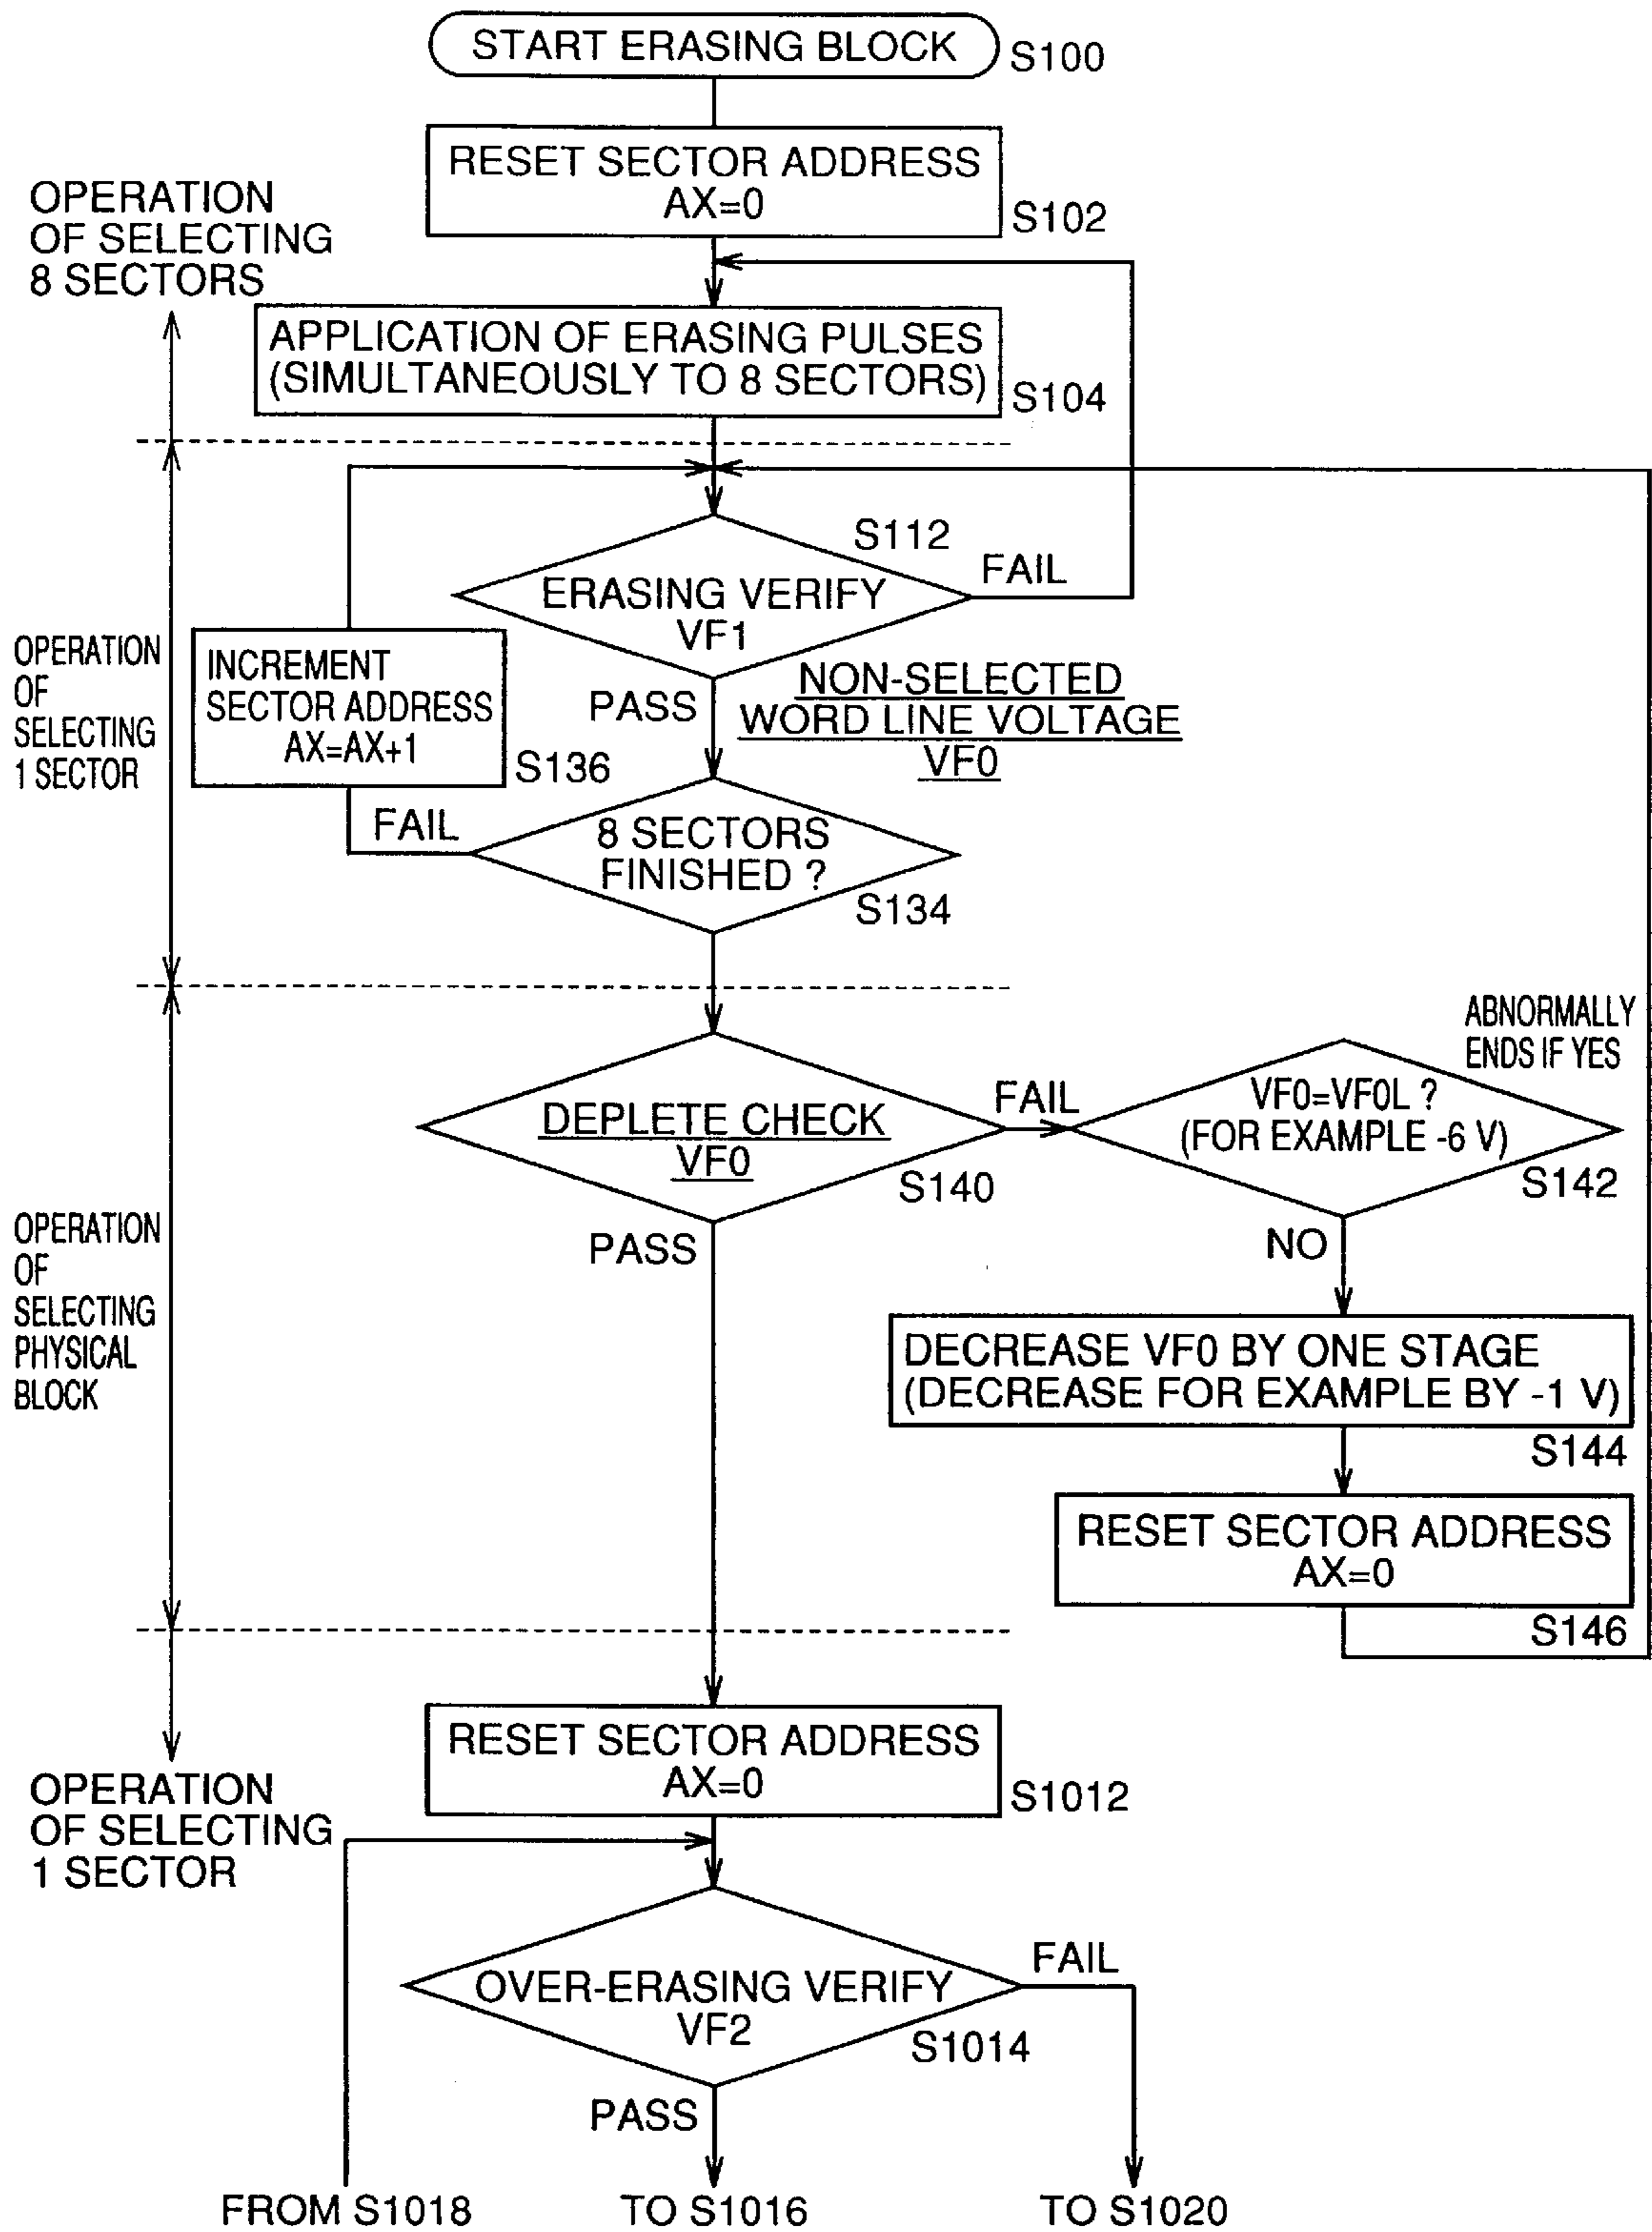 START ERASING BLOCK
S100
RESET SECTOR ADDRESS
AX=0
S102
OPERATION
OF SELECTING
8 SECTORS
APPLICATION OF ERASING PULSES
(SIMULTANEOUSLY TO 8 SECTORS)
S104
S112
ERASING VERIFY
VF1
FAIL
OPERATION
OF
SELECTING
1 SECTOR
INCREMENT
SECTOR ADDRESS
AX=AX+1
S136
PASS
NON-SELECTED
WORD LINE VOLTAGE
VF0
FAIL
8 SECTORS
FINISHED ?
S134
ABNORMALLY
ENDS IF YES
DEPLETE CHECK
VF0
S140
FAIL
VF0=VF0L ?
(FOR EXAMPLE -6 V)
S142
PASS
NO
OPERATION
OF
SELECTING
PHYSICAL
BLOCK
DECREASE VF0 BY ONE STAGE
(DECREASE FOR EXAMPLE BY -1 V)
S144
RESET SECTOR ADDRESS
AX=0
S146
RESET SECTOR ADDRESS
AX=0
S1012
OPERATION
OF SELECTING
1 SECTOR
OVER-ERASING VERIFY
VF2
S1014
FAIL
PASS
FROM S1018
TO S1016
TO S1020